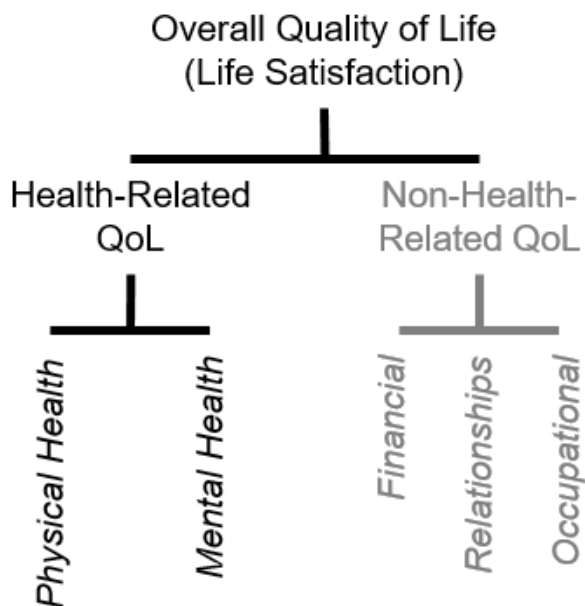 Overall Quality of Life
(Life Satisfaction)
Health-Related
QoL
Non-Health-
Related QoL
Physical Health
Mental Health
Financial
Relationships
Occupational